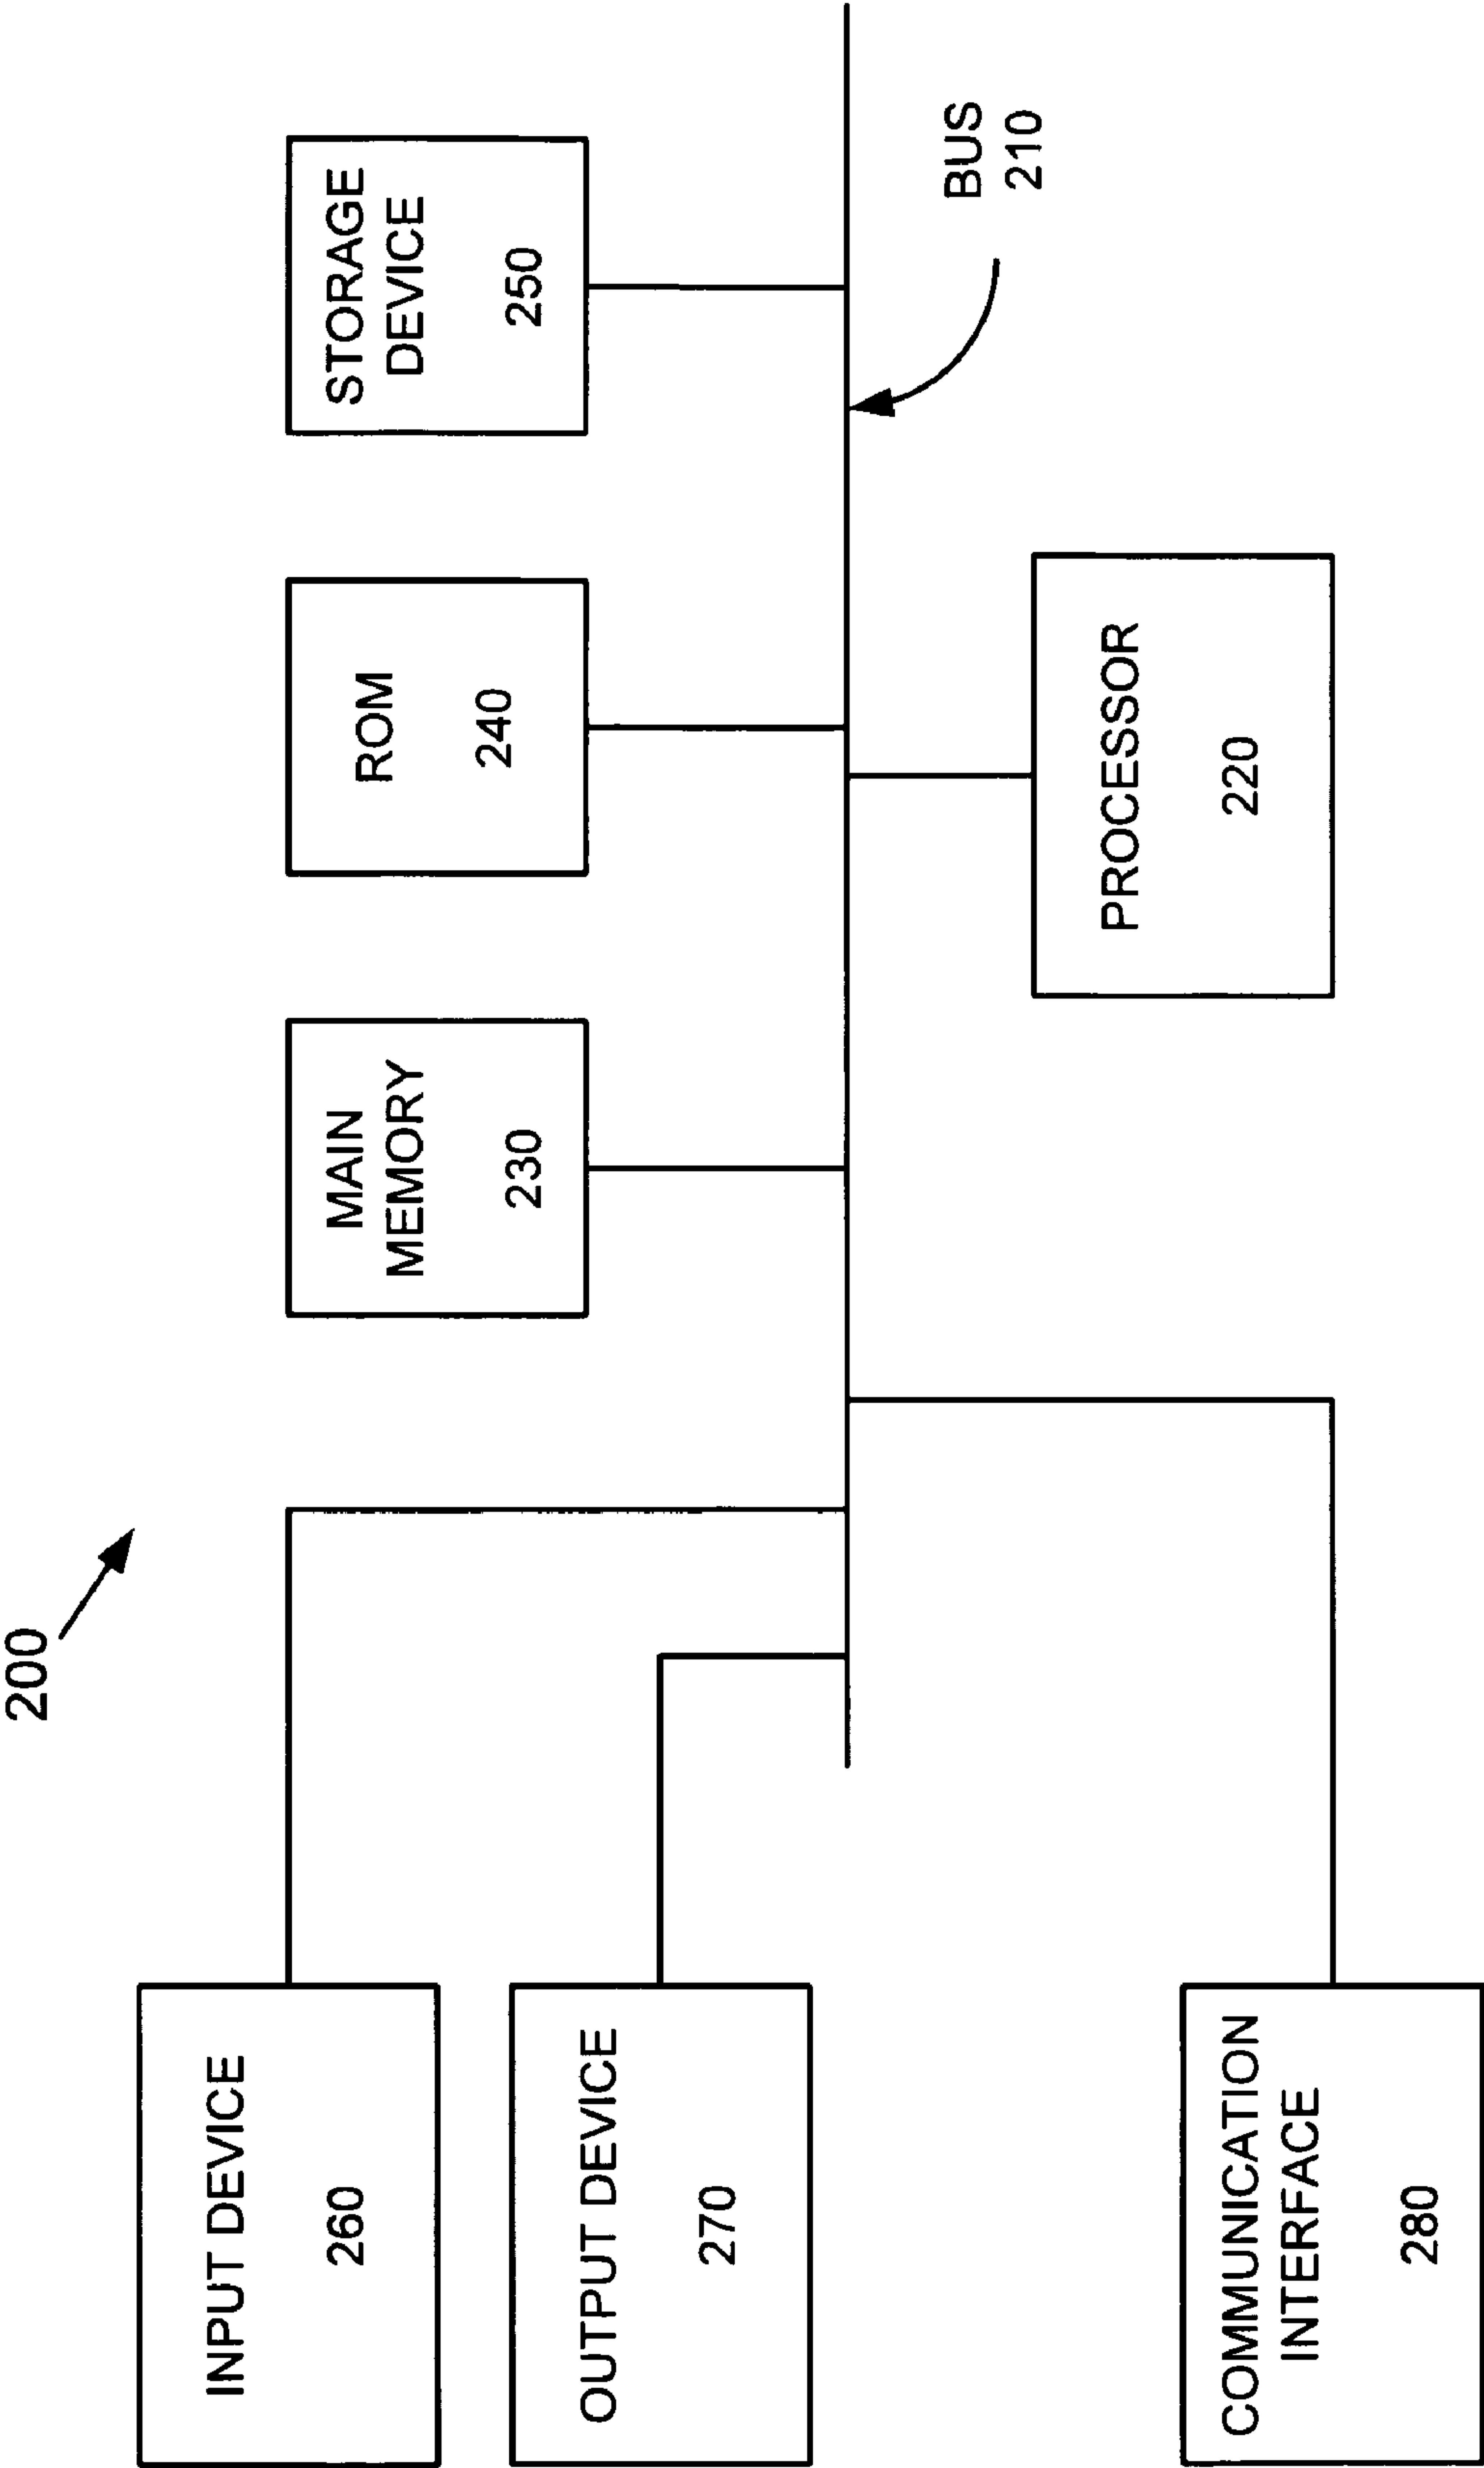 200
INPUT DEVICE
260
MAIN
MEMORY
230
ROM
240
STORAGE
DEVICE
250
OUTPUT DEVICE
270
BUS
210
PROCESSOR
220
COMMUNICATION
INTERFACE
280